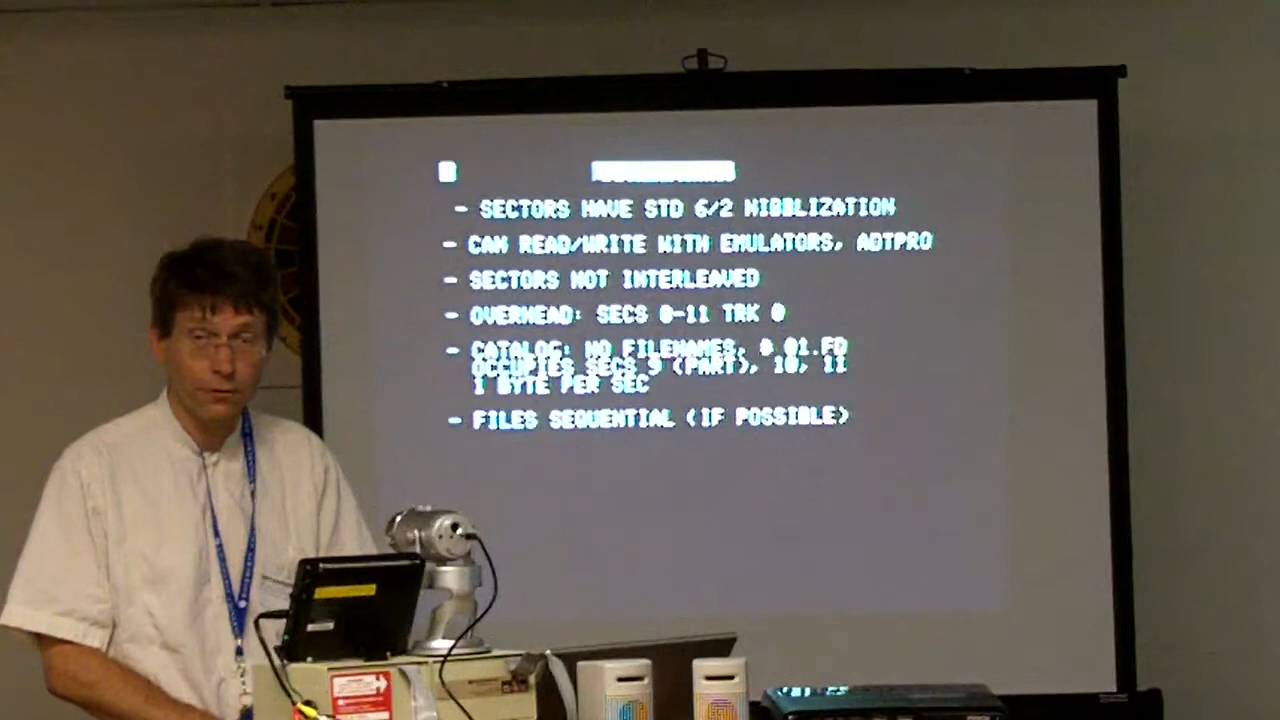 - SECTORS HAVE STD 6/2 NIBBLIZATION
- CAN READ/WRITE WITH EMULATORS, ADTPRO
- SECTORS NOT INTERLEAVED
- OVERHEAD: SECS 0-11 TRK 0
- CATALOG: NO FILENAMES, # 01.FD
OCCUPIES SECS 9 (PART), 10, 11
1 BYTE PER SEC
- FILES SEQUENTIAL (IF POSSIBLE)